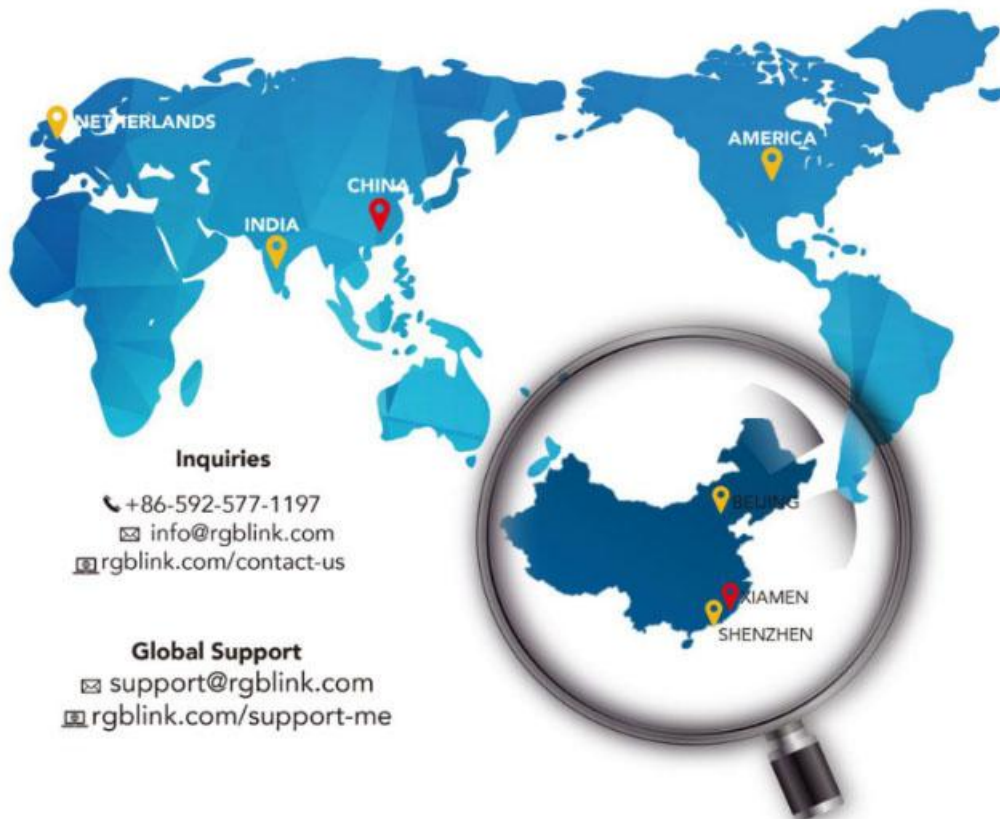 NETHERLANDS
AMERICA
CHINA
INDIA
Inquiries
+86-592-577-1197
info@rgblink.com
rgblink.com/contact-us
Global Support
support@rgblink.com
rgblink.com/support-me
BEIJING
XIAMEN
SHENZHEN